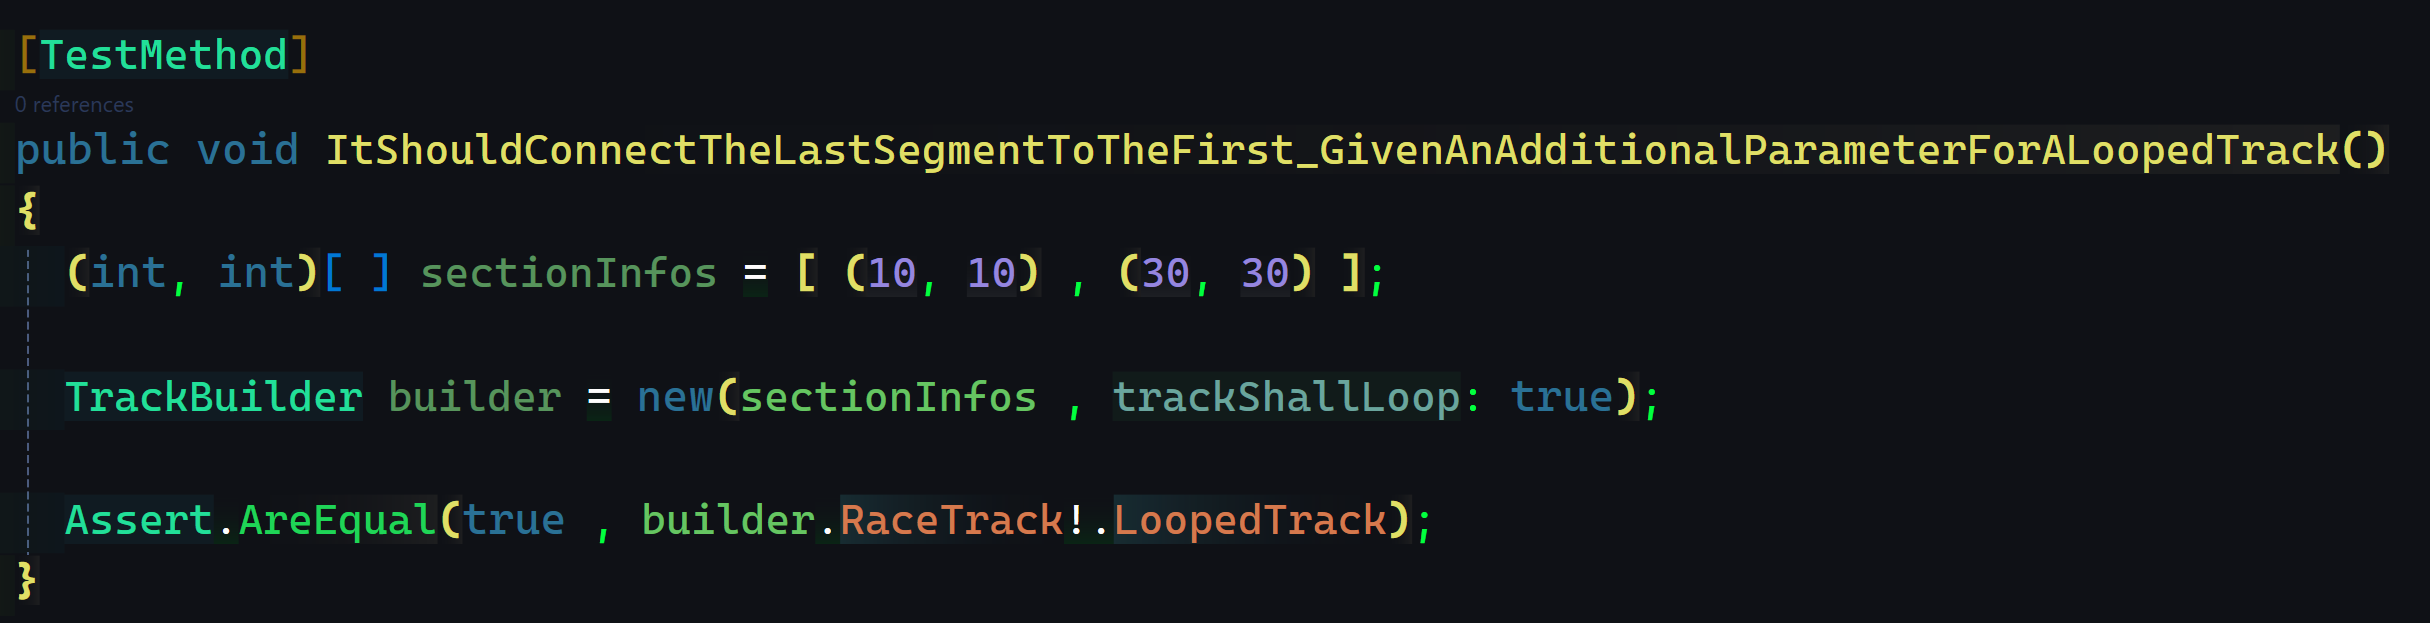 [TestMethod]
0 references
public void ItShouldConnectTheLastSegmentToTheFirst_GivenAnAdditionalParameterForALoopedTrack()
{
(int, int)[ ] sectionInfos = [ (10, 10) , (30, 30) ];
TrackBuilder builder = new(sectionInfos , trackShallLoop: true);
Assert.AreEqual(true , builder.RaceTrack!.LoopedTrack);
}